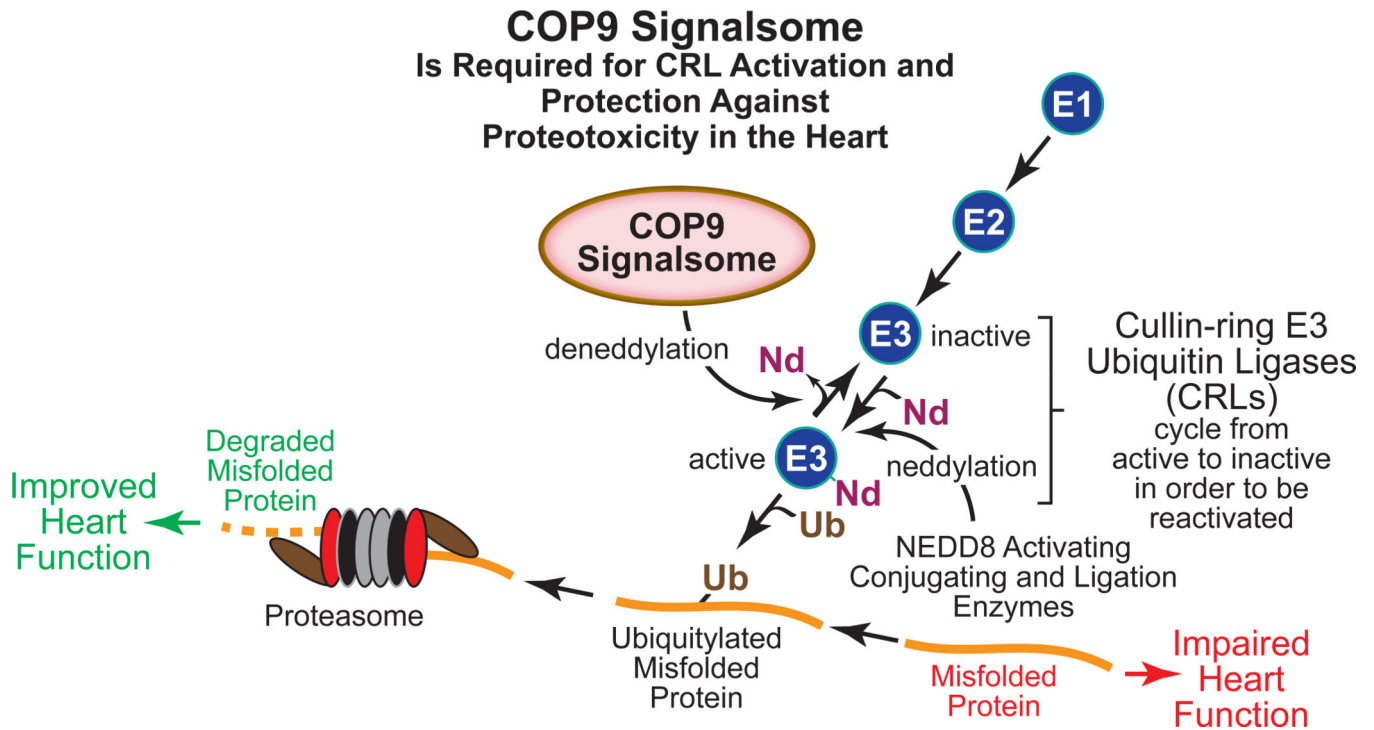 COP9 Signalsome
Is Required for CRL Activation and
Protection Against
Proteotoxicity in the Heart
E1
E2
COP9
Signalsome
E3
inactive
deneddylation
Nd
Nd
Cullin-ring E3
Ubiquitin Ligases
(CRLs)
cycle from
active to inactive
in order to be
reactivated
active
E3
Nd
neddylation
Ub
NEDD8 Activating
Conjugating and Ligation
Enzymes
Degraded
Misfolded
Protein
Improved
Heart
Function
Proteasome
Ub
Ubiquitylated
Misfolded
Protein
Misfolded
Protein
Impaired
Heart
Function